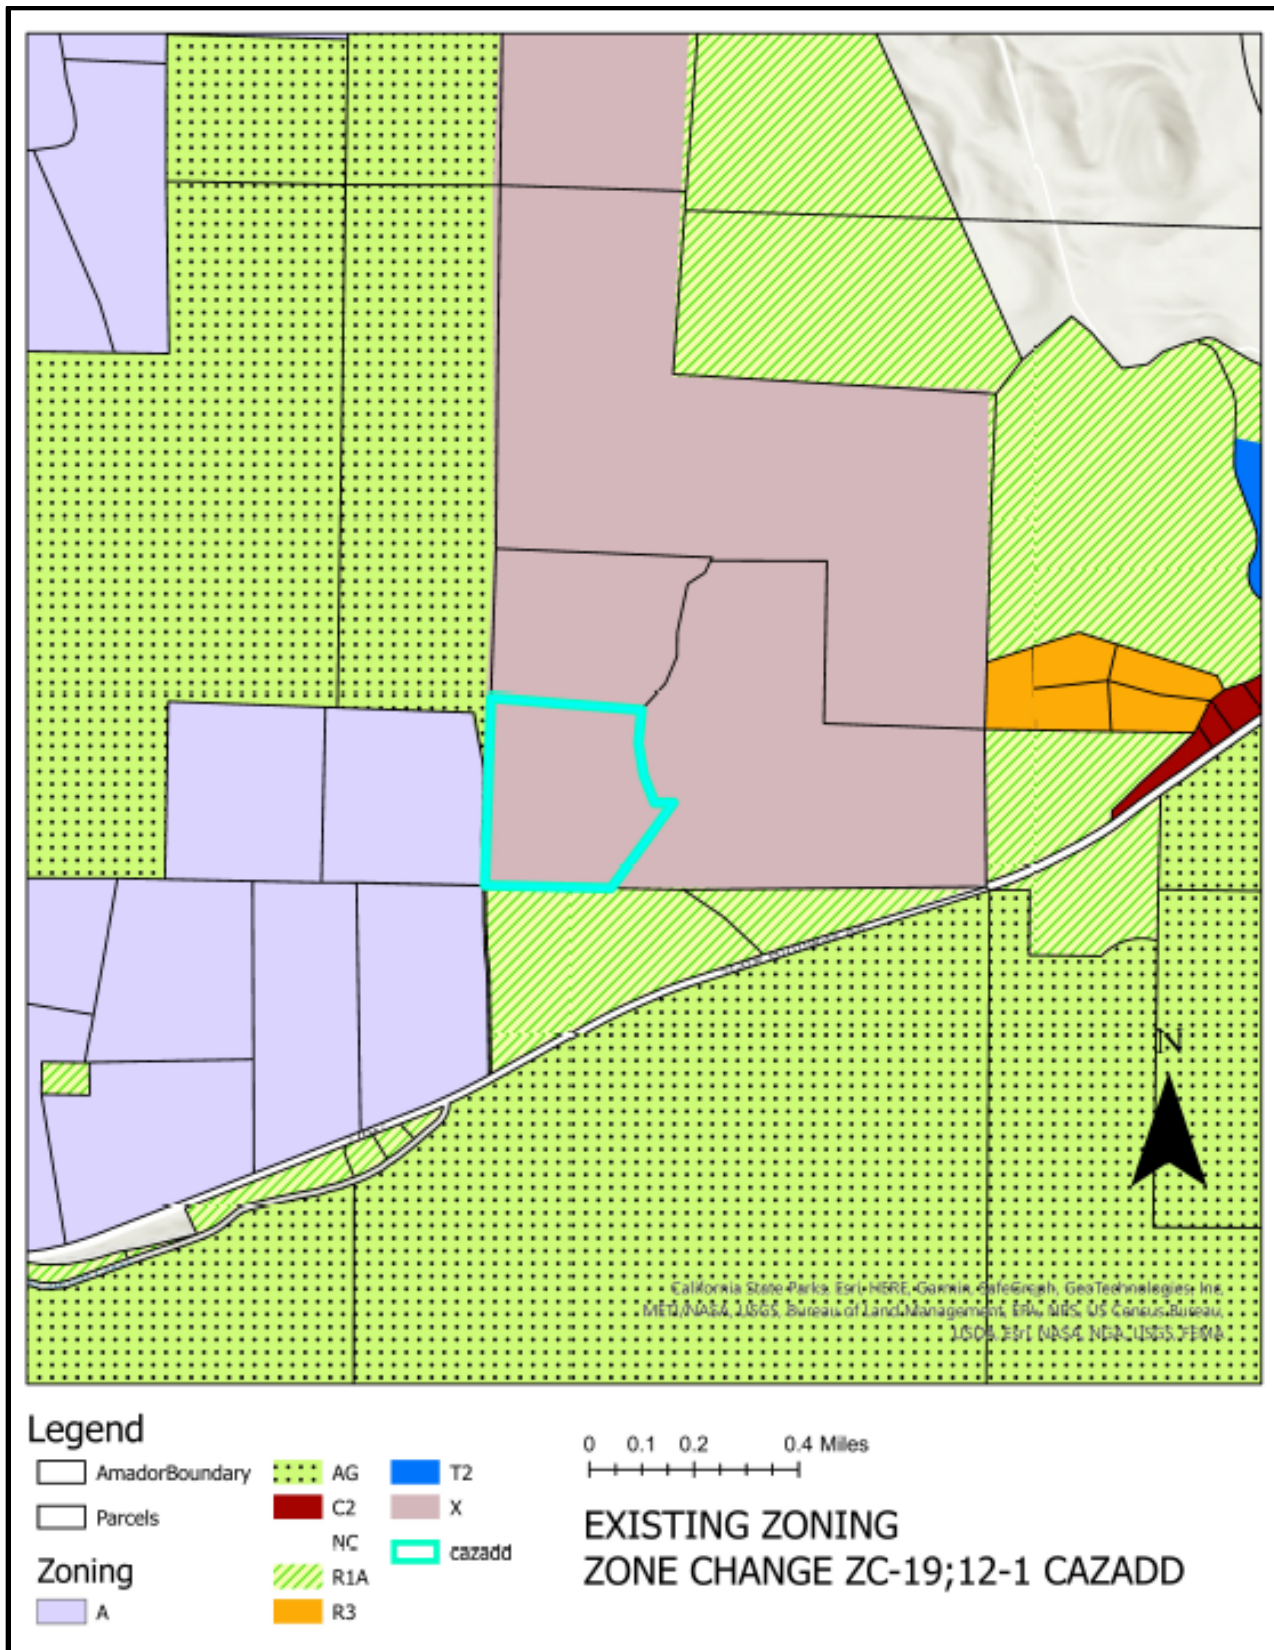 N
California State Parks, Esri, HERE, Garmin, SafeGraph, GeoTechnologies, Inc,
METI/NASA, USGS, Bureau of Land Management, EPA, NPS, US Census Bureau,
USDA, Esri, NASA, NGA, USGS, FEMA
Legend
AmadorBoundary
Parcels
Zoning
A
AG
C2
NC
R1A
R3
T2
X
cazadd
0 0.1 0.2 0.4 Miles
EXISTING ZONING
ZONE CHANGE ZC-19;12-1 CAZADD